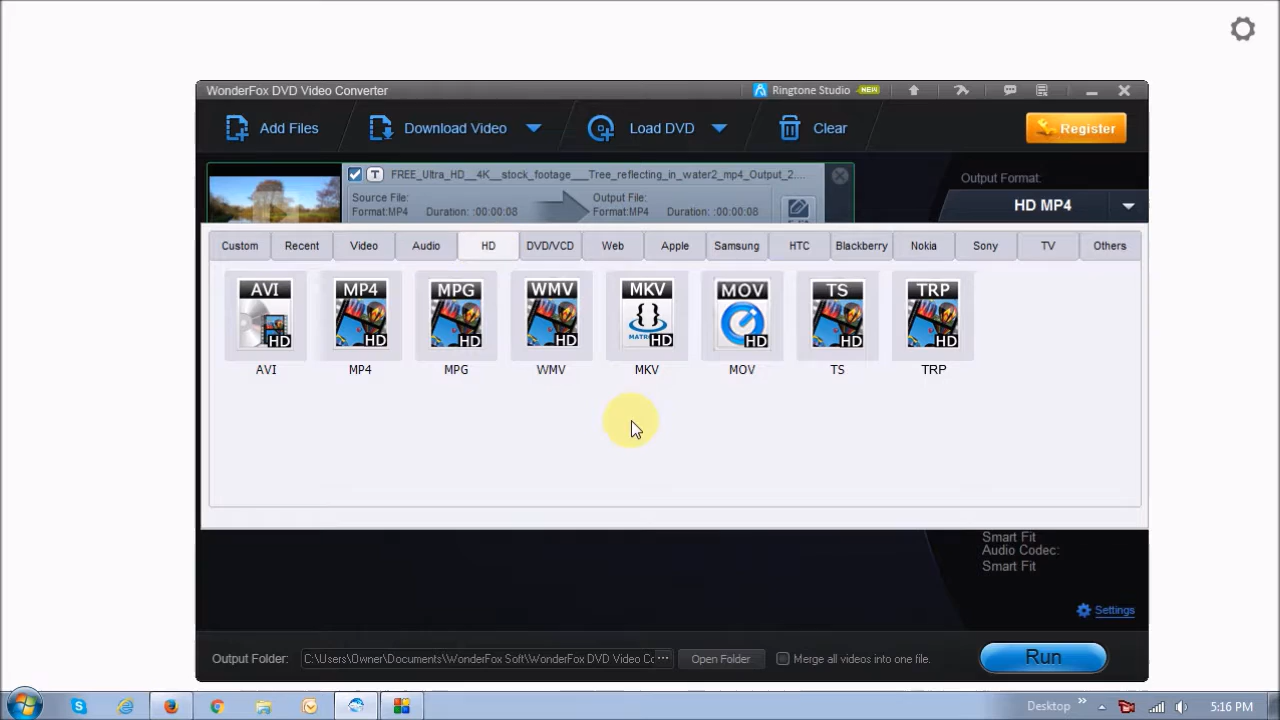 WonderFox DVD Video Converter
Ringtone Studio NEW
Add Files
Download Video
Load DVD
Clear
Register
T FREE_Ultra_HD__4K__stock_footage___Tree_reflecting_in_water2_mp4_Output_2....
Source File:
Output File:
Format:MP4 Duration: :00:00:08
Format:MP4 Duration: :00:00:08
Output Format:
HD MP4
Custom Recent Video Audio HD DVD/VCD Web Apple Samsung HTC Blackberry Nokia Sony TV Others
AVI HD
MP4 HD
MPG HD
WMV HD
MKV HD
MOV HD
TS HD
TRP HD
AVI MP4 MPG WMV MKV MOV TS TRP
Smart Fit
Audio Codec:
Smart Fit
Settings
Output Folder: C:\Users\Owner\Documents\WonderFox Soft\WonderFox DVD Video Cc ... Open Folder Merge all videos into one file.
Run
Desktop » 5:16 PM